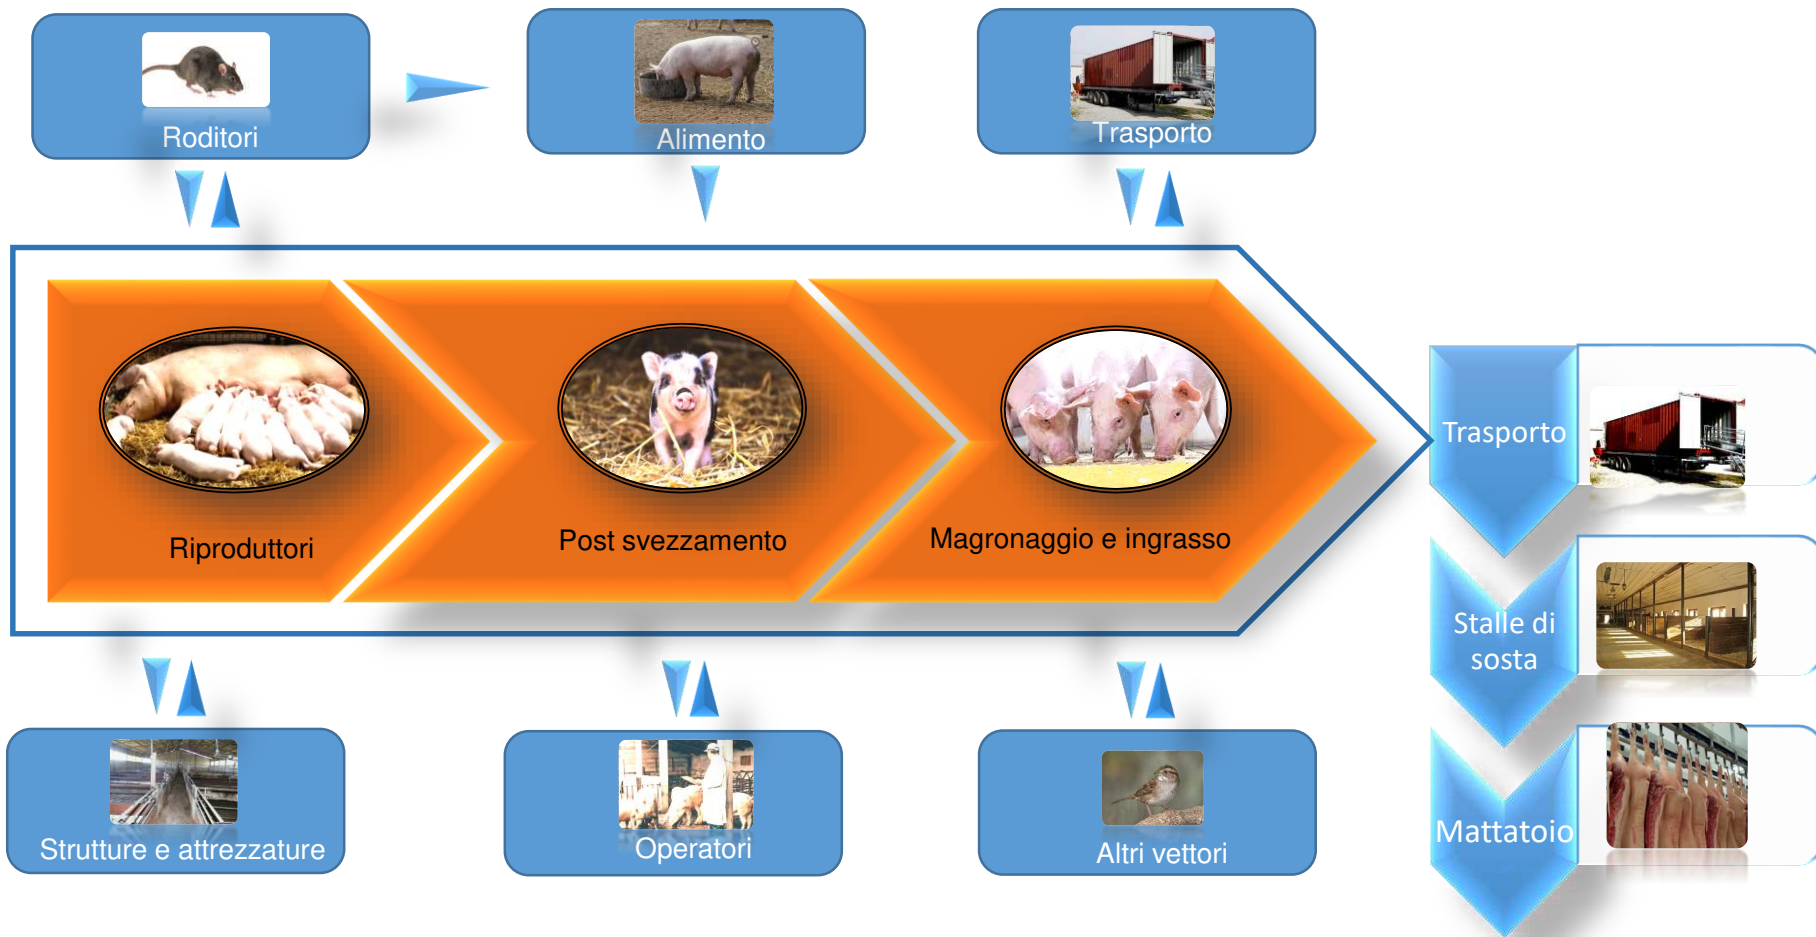 Roditori
Alimento
Trasporto
Riproduttori
Post svezzamento
Magronaggio e ingrasso
Trasporto
Stalle di
sosta
Mattatoio
Strutture e attrezzature
Operatori
Altri vettori